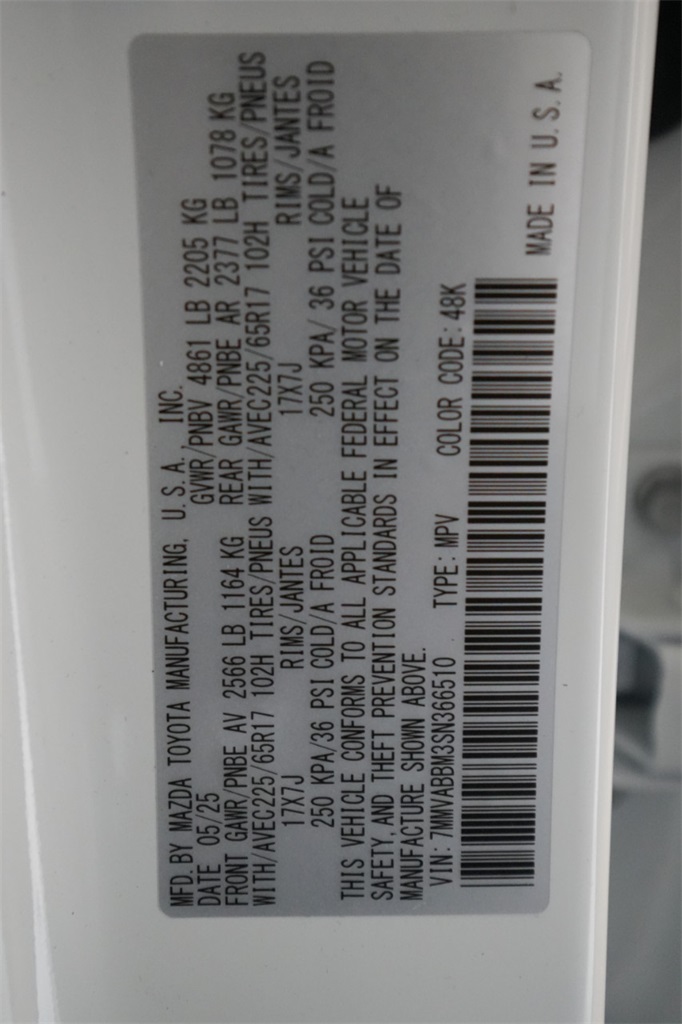 MFD. BY MAZDA TOYOTA MANUFACTURING, U.S.A., INC.
DATE 05/25 GVWR/PNBV 4861 LB 2205 KG
FRONT GAWR/PNBE AV 2566 LB 1164 KG REAR GAWR/PNBE AR 2377 LB 1078 KG
WITH/AVEC225/65R17 102H TIRES/PNEUS WITH/AVEC225/65R17 102H TIRES/PNEUS
17X7J RIMS/JANTES 17X7J RIMS/JANTES
250 KPA/36 PSI COLD/A FROID 250 KPA/ 36 PSI COLD/A FROID
THIS VEHICLE CONFORMS TO ALL APPLICABLE FEDERAL MOTOR VEHICLE
SAFETY, AND THEFT PREVENTION STANDARDS IN EFFECT ON THE DATE OF
MANUFACTURE SHOWN ABOVE.
VIN: 7MMVABBM3SN366510 TYPE: MPV COLOR CODE: 48K
MADE IN U.S.A.